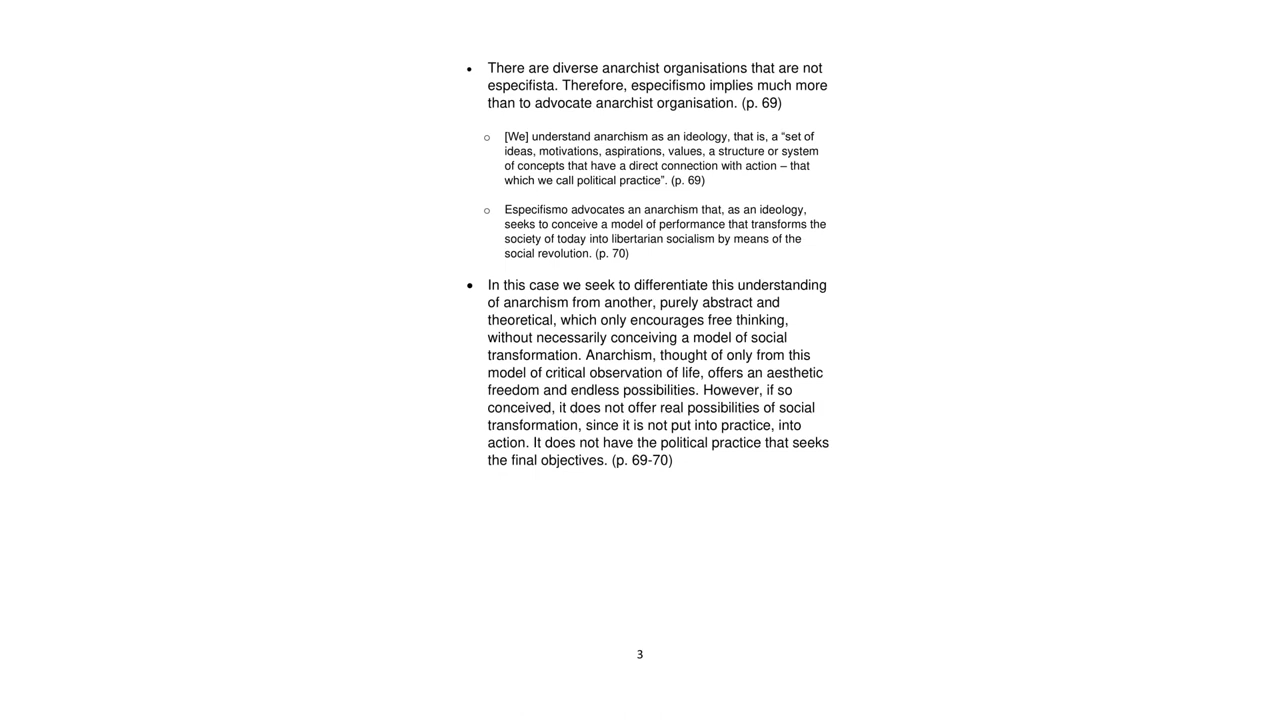 • There are diverse anarchist organisations that are not
especifista. Therefore, especifismo implies much more
than to advocate anarchist organisation. (p. 69)
o [We] understand anarchism as an ideology, that is, a “set of
ideas, motivations, aspirations, values, a structure or system
of concepts that have a direct connection with action – that
which we call political practice”. (p. 69)
o Especifismo advocates an anarchism that, as an ideology,
seeks to conceive a model of performance that transforms the
society of today into libertarian socialism by means of the
social revolution. (p. 70)
• In this case we seek to differentiate this understanding
of anarchism from another, purely abstract and
theoretical, which only encourages free thinking,
without necessarily conceiving a model of social
transformation. Anarchism, thought of only from this
model of critical observation of life, offers an aesthetic
freedom and endless possibilities. However, if so
conceived, it does not offer real possibilities of social
transformation, since it is not put into practice, into
action. It does not have the political practice that seeks
the final objectives. (p. 69-70)
3